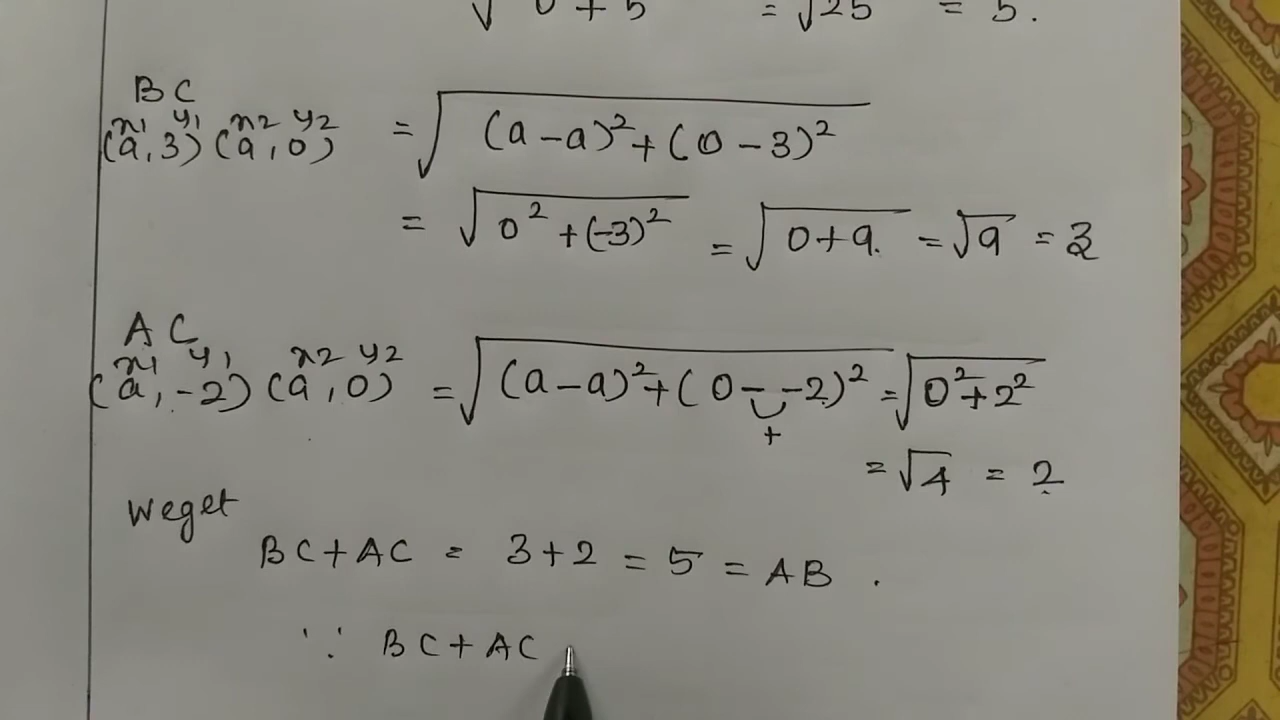 √0 + 5 = √25 = 5.
BC
x1 y1 x2 y2
(a, 3) (a, 0) = √(a - a)² + (0 - 3)²
= √0² + (-3)² = √0 + 9. = √9 = 3
AC
x1 y1 x2 y2
(a, -2) (a, 0) = √(a - a)² + (0 - -2)² = √0² + 2²
+
= √4 = 2
We get
BC + AC = 3 + 2 = 5 = AB .
∵ BC + AC